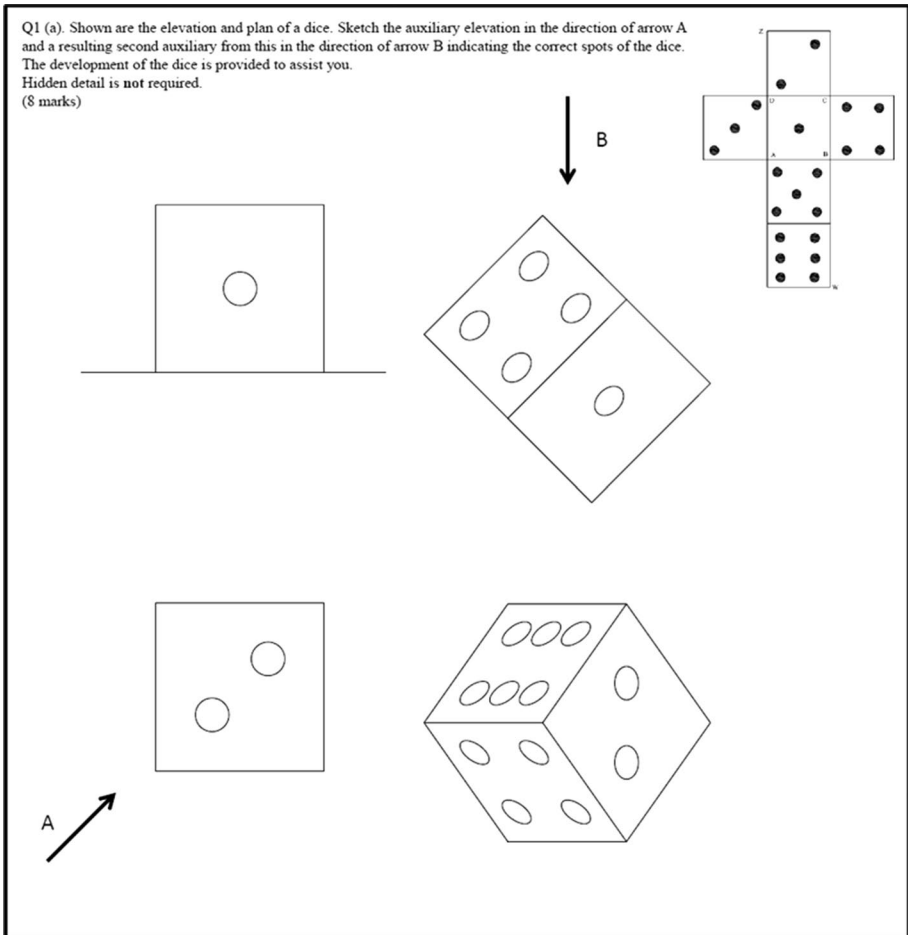 Q1 (a). Shown are the elevation and plan of a dice. Sketch the auxiliary elevation in the direction of arrow A
and a resulting second auxiliary from this in the direction of arrow B indicating the correct spots of the dice.
The development of the dice is provided to assist you.
Hidden detail is not required.
(8 marks)
Z
D C
A B
W
B
A